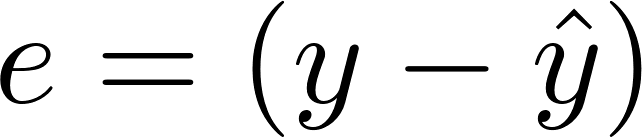 e = (y − ŷ)